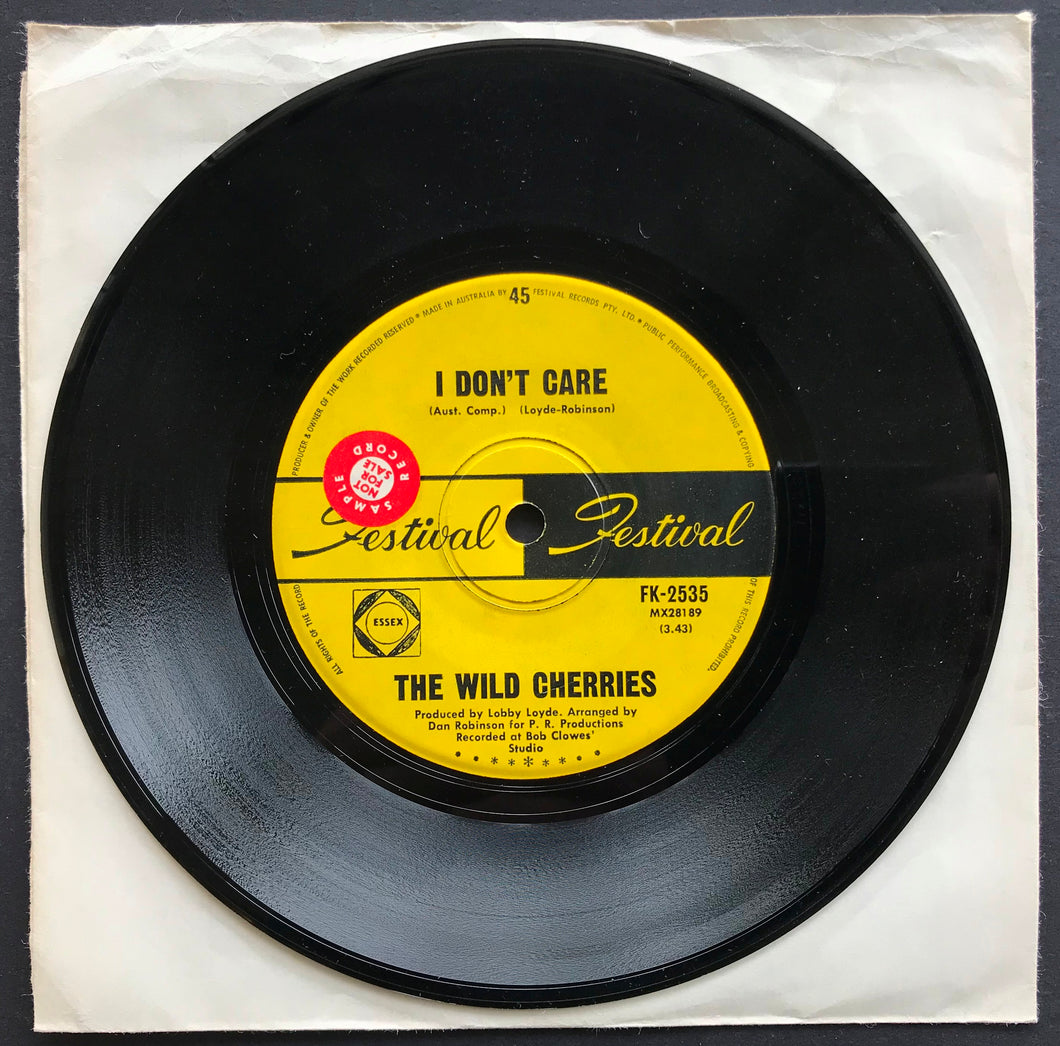 45
ALL RIGHTS OF THE RECORD PRODUCER & OWNER OF THE WORK RECORDED RESERVED • MADE IN AUSTRALIA BY FESTIVAL RECORDS PTY. LTD. • PUBLIC PERFORMANCE BROADCASTING & COPYING OF THIS RECORD PROHIBITED.
I DON'T CARE
(Aust. Comp.) (Loyde-Robinson)
SAMPLE
NOT
FOR
SALE
RECORD
Festival Festival
FK-2535
MX28189
(3.43)
ESSEX
THE WILD CHERRIES
Produced by Lobby Loyde. Arranged by
Dan Robinson for P. R. Productions
Recorded at Bob Clowes'
Studio